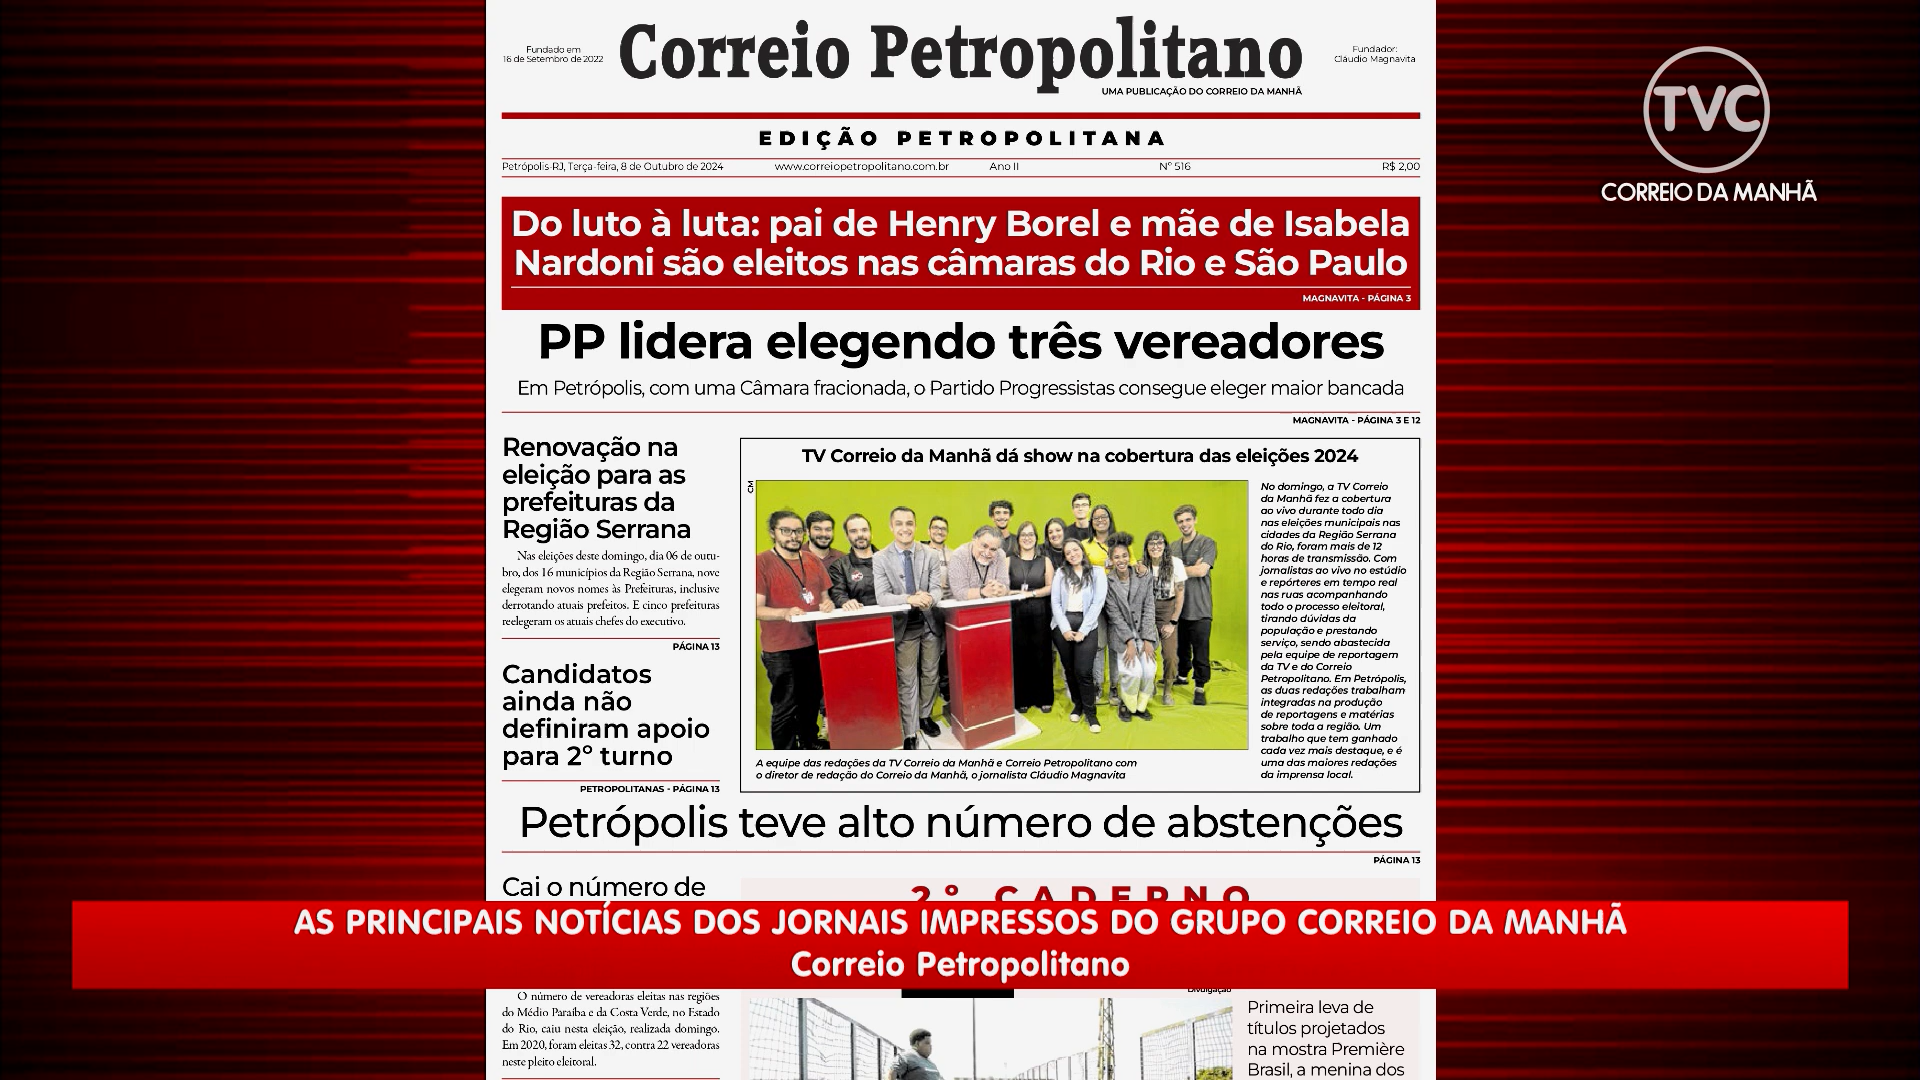 Fundado em
16 de Setembro de 2022
Correio Petropolitano
Fundador:
Cláudio Magnavita
UMA PUBLICAÇÃO DO CORREIO DA MANHÃ
EDIÇÃO PETROPOLITANA
Petrópolis-RJ, Terça-feira, 8 de Outubro de 2024 www.correiopetropolitano.com.br Ano II Nº 516 R$ 2,00
TVC
CORREIO DA MANHÃ
Do luto à luta: pai de Henry Borel e mãe de Isabela
Nardoni são eleitos nas câmaras do Rio e São Paulo
MAGNAVITA - PÁGINA 3
PP lidera elegendo três vereadores
Em Petrópolis, com uma Câmara fracionada, o Partido Progressistas consegue eleger maior bancada
MAGNAVITA - PÁGINA 3 E 12
Renovação na
eleição para as
prefeituras da
Região Serrana
Nas eleições deste domingo, dia 06 de outu-
bro, dos 16 municípios da Região Serrana, nove
elegeram novos nomes às Prefeituras, inclusive
derrotando atuais prefeitos. E cinco prefeituras
reelegeram os atuais chefes do executivo.
PÁGINA 13
Candidatos
ainda não
definiram apoio
para 2º turno
PETROPOLITANAS - PÁGINA 13
TV Correio da Manhã dá show na cobertura das eleições 2024
CM
No domingo, a TV Correio
da Manhã fez a cobertura
ao vivo durante todo dia
nas eleições municipais nas
cidades da Região Serrana
do Rio, foram mais de 12
horas de transmissão. Com
jornalistas ao vivo no estúdio
e repórteres em tempo real
nas ruas acompanhando
todo o processo eleitoral,
tirando dúvidas da
população e prestando
serviço, sendo abastecida
pela equipe de reportagem
da TV e do Correio
Petropolitano. Em Petrópolis,
as duas redações trabalham
integradas na produção
de reportagens e matérias
sobre toda a região. Um
trabalho que tem ganhado
cada vez mais destaque, e é
uma das maiores redações
da imprensa local.
A equipe das redações da TV Correio da Manhã e Correio Petropolitano com
o diretor de redação do Correio da Manhã, o jornalista Cláudio Magnavita
Petrópolis teve alto número de abstenções
PÁGINA 13
Cai o número de
2º CADERNO
AS PRINCIPAIS NOTÍCIAS DOS JORNAIS IMPRESSOS DO GRUPO CORREIO DA MANHÃ
Correio Petropolitano
Divulgação
O número de vereadoras eleitas nas regiões
do Médio Paraíba e da Costa Verde, no Estado
do Rio, caiu nesta eleição, realizada domingo.
Em 2020, foram eleitas 32, contra 22 vereadoras
neste pleito eleitoral.
Primeira leva de
títulos projetados
na mostra Première
Brasil, a menina dos